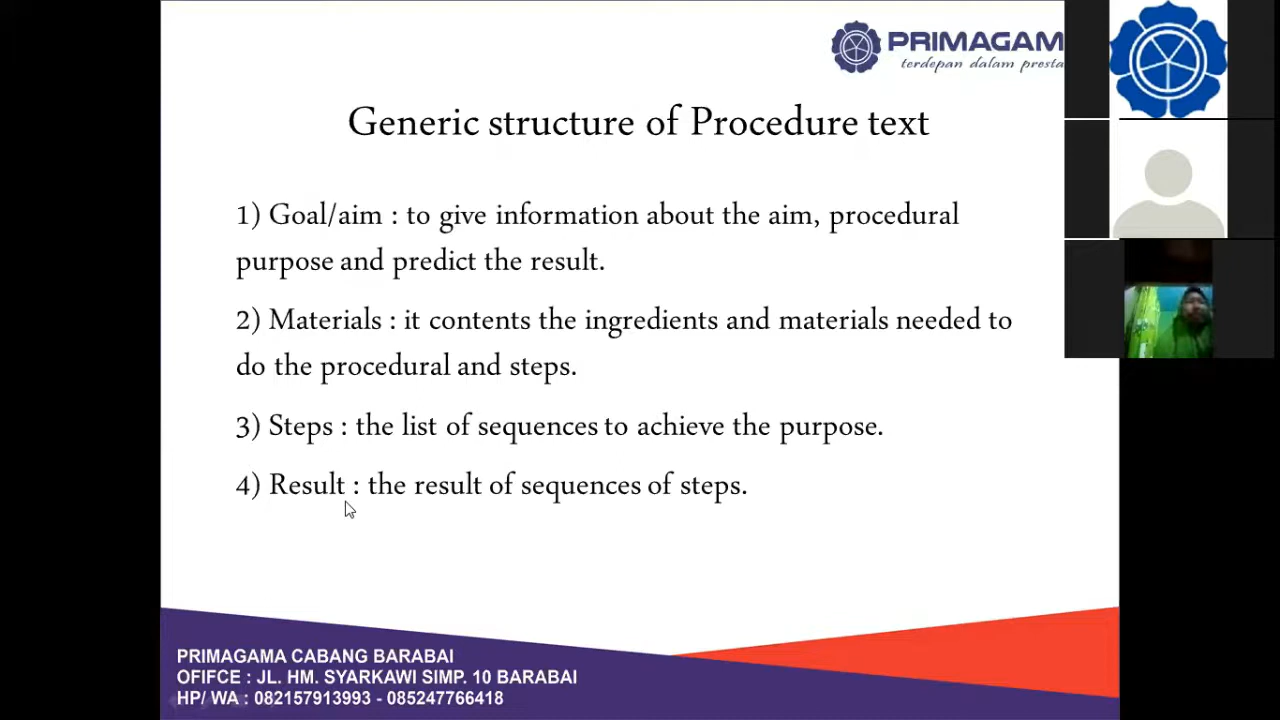 PRIMAGAM
terdepan dalam presta
Generic structure of Procedure text
1) Goal/aim : to give information about the aim, procedural
purpose and predict the result.
2) Materials : it contents the ingredients and materials needed to
do the procedural and steps.
3) Steps : the list of sequences to achieve the purpose.
4) Result : the result of sequences of steps.
PRIMAGAMA CABANG BARABAI
OFIFCE : JL. HM. SYARKAWI SIMP. 10 BARABAI
HP/ WA : 082157913993 - 085247766418